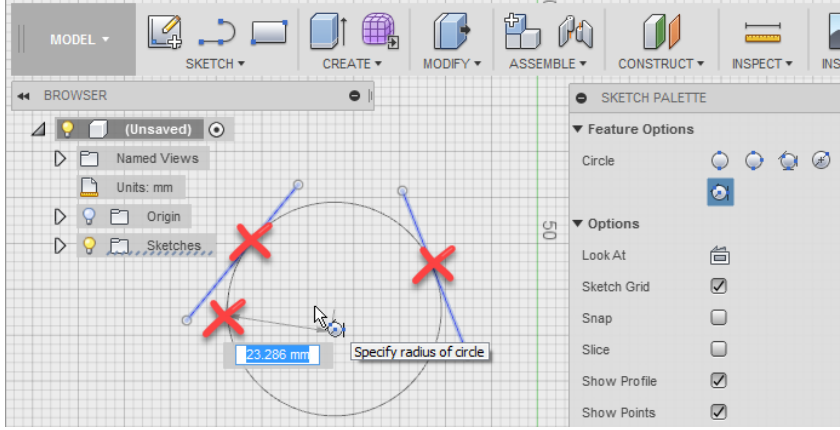 MODEL
SKETCH
CREATE
MODIFY
ASSEMBLE
CONSTRUCT
INSPECT
INS
BROWSER
SKETCH PALETTE
(Unsaved)
Feature Options
Named Views
Circle
Units: mm
Origin
50
Options
Sketches
Look At
Sketch Grid
Snap
23.286 mm
Specify radius of circle
Slice
Show Profile
Show Points